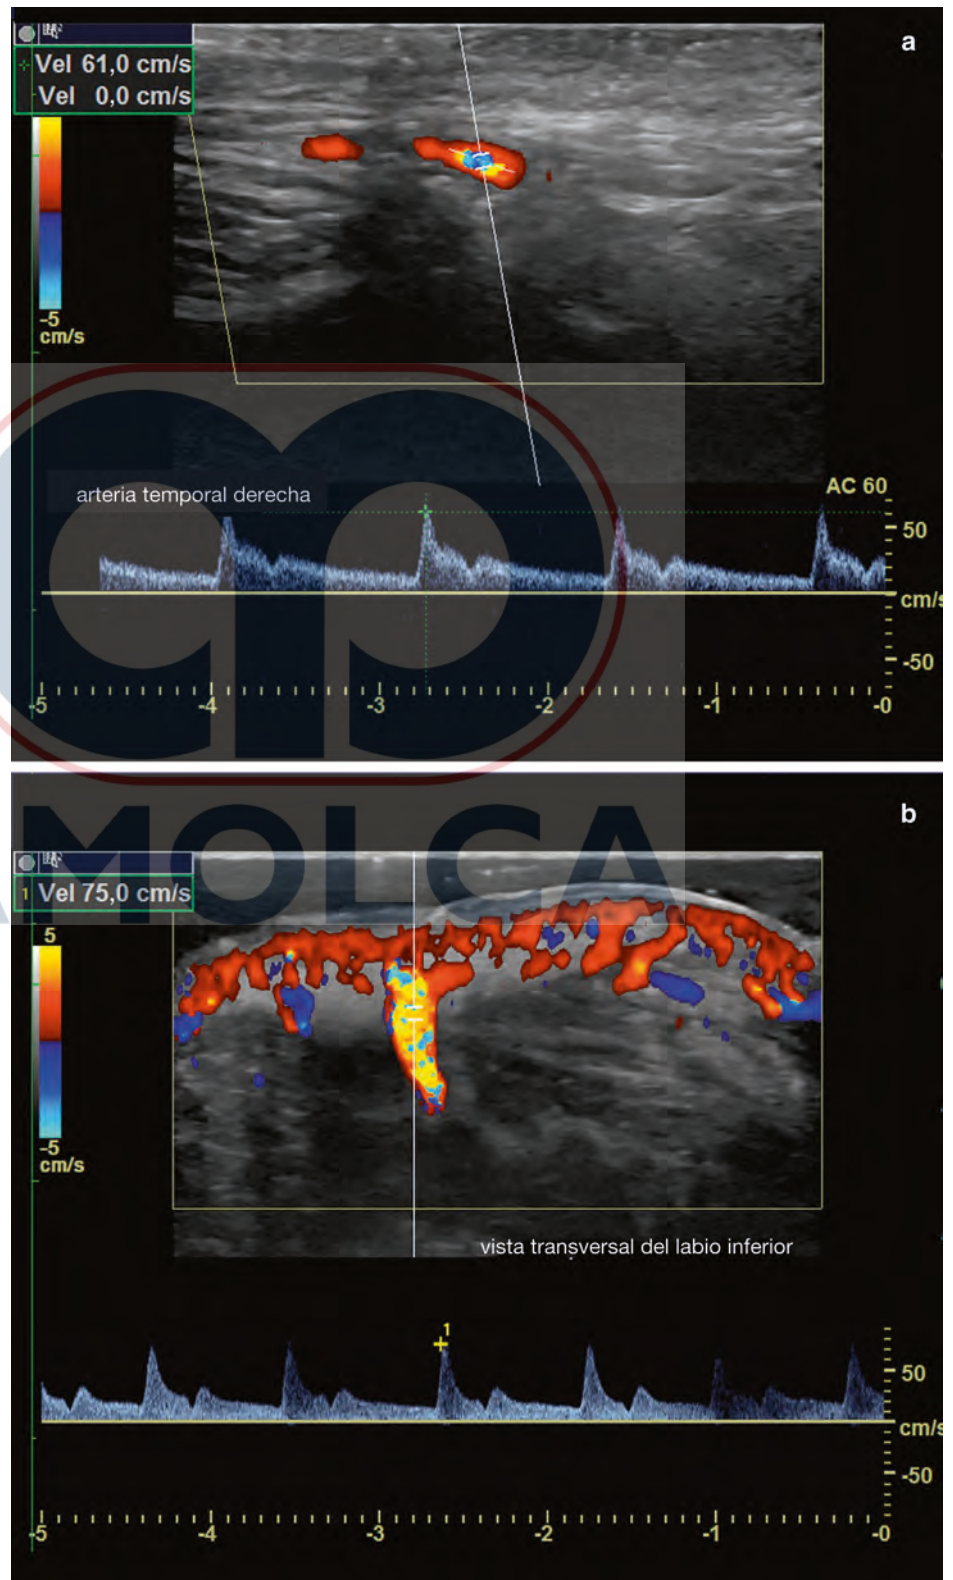 a
Vel 61,0 cm/s
Vel 0,0 cm/s
-5
cm/s
arteria temporal derecha
AC 60
50
cm/s
-50
-5 -4 -3 -2 -1 -0
AMOLCA
b
1 Vel 75,0 cm/s
5
-5
cm/s
vista transversal del labio inferior
1
50
cm/s
-50
-5 -4 -3 -2 -1 -0